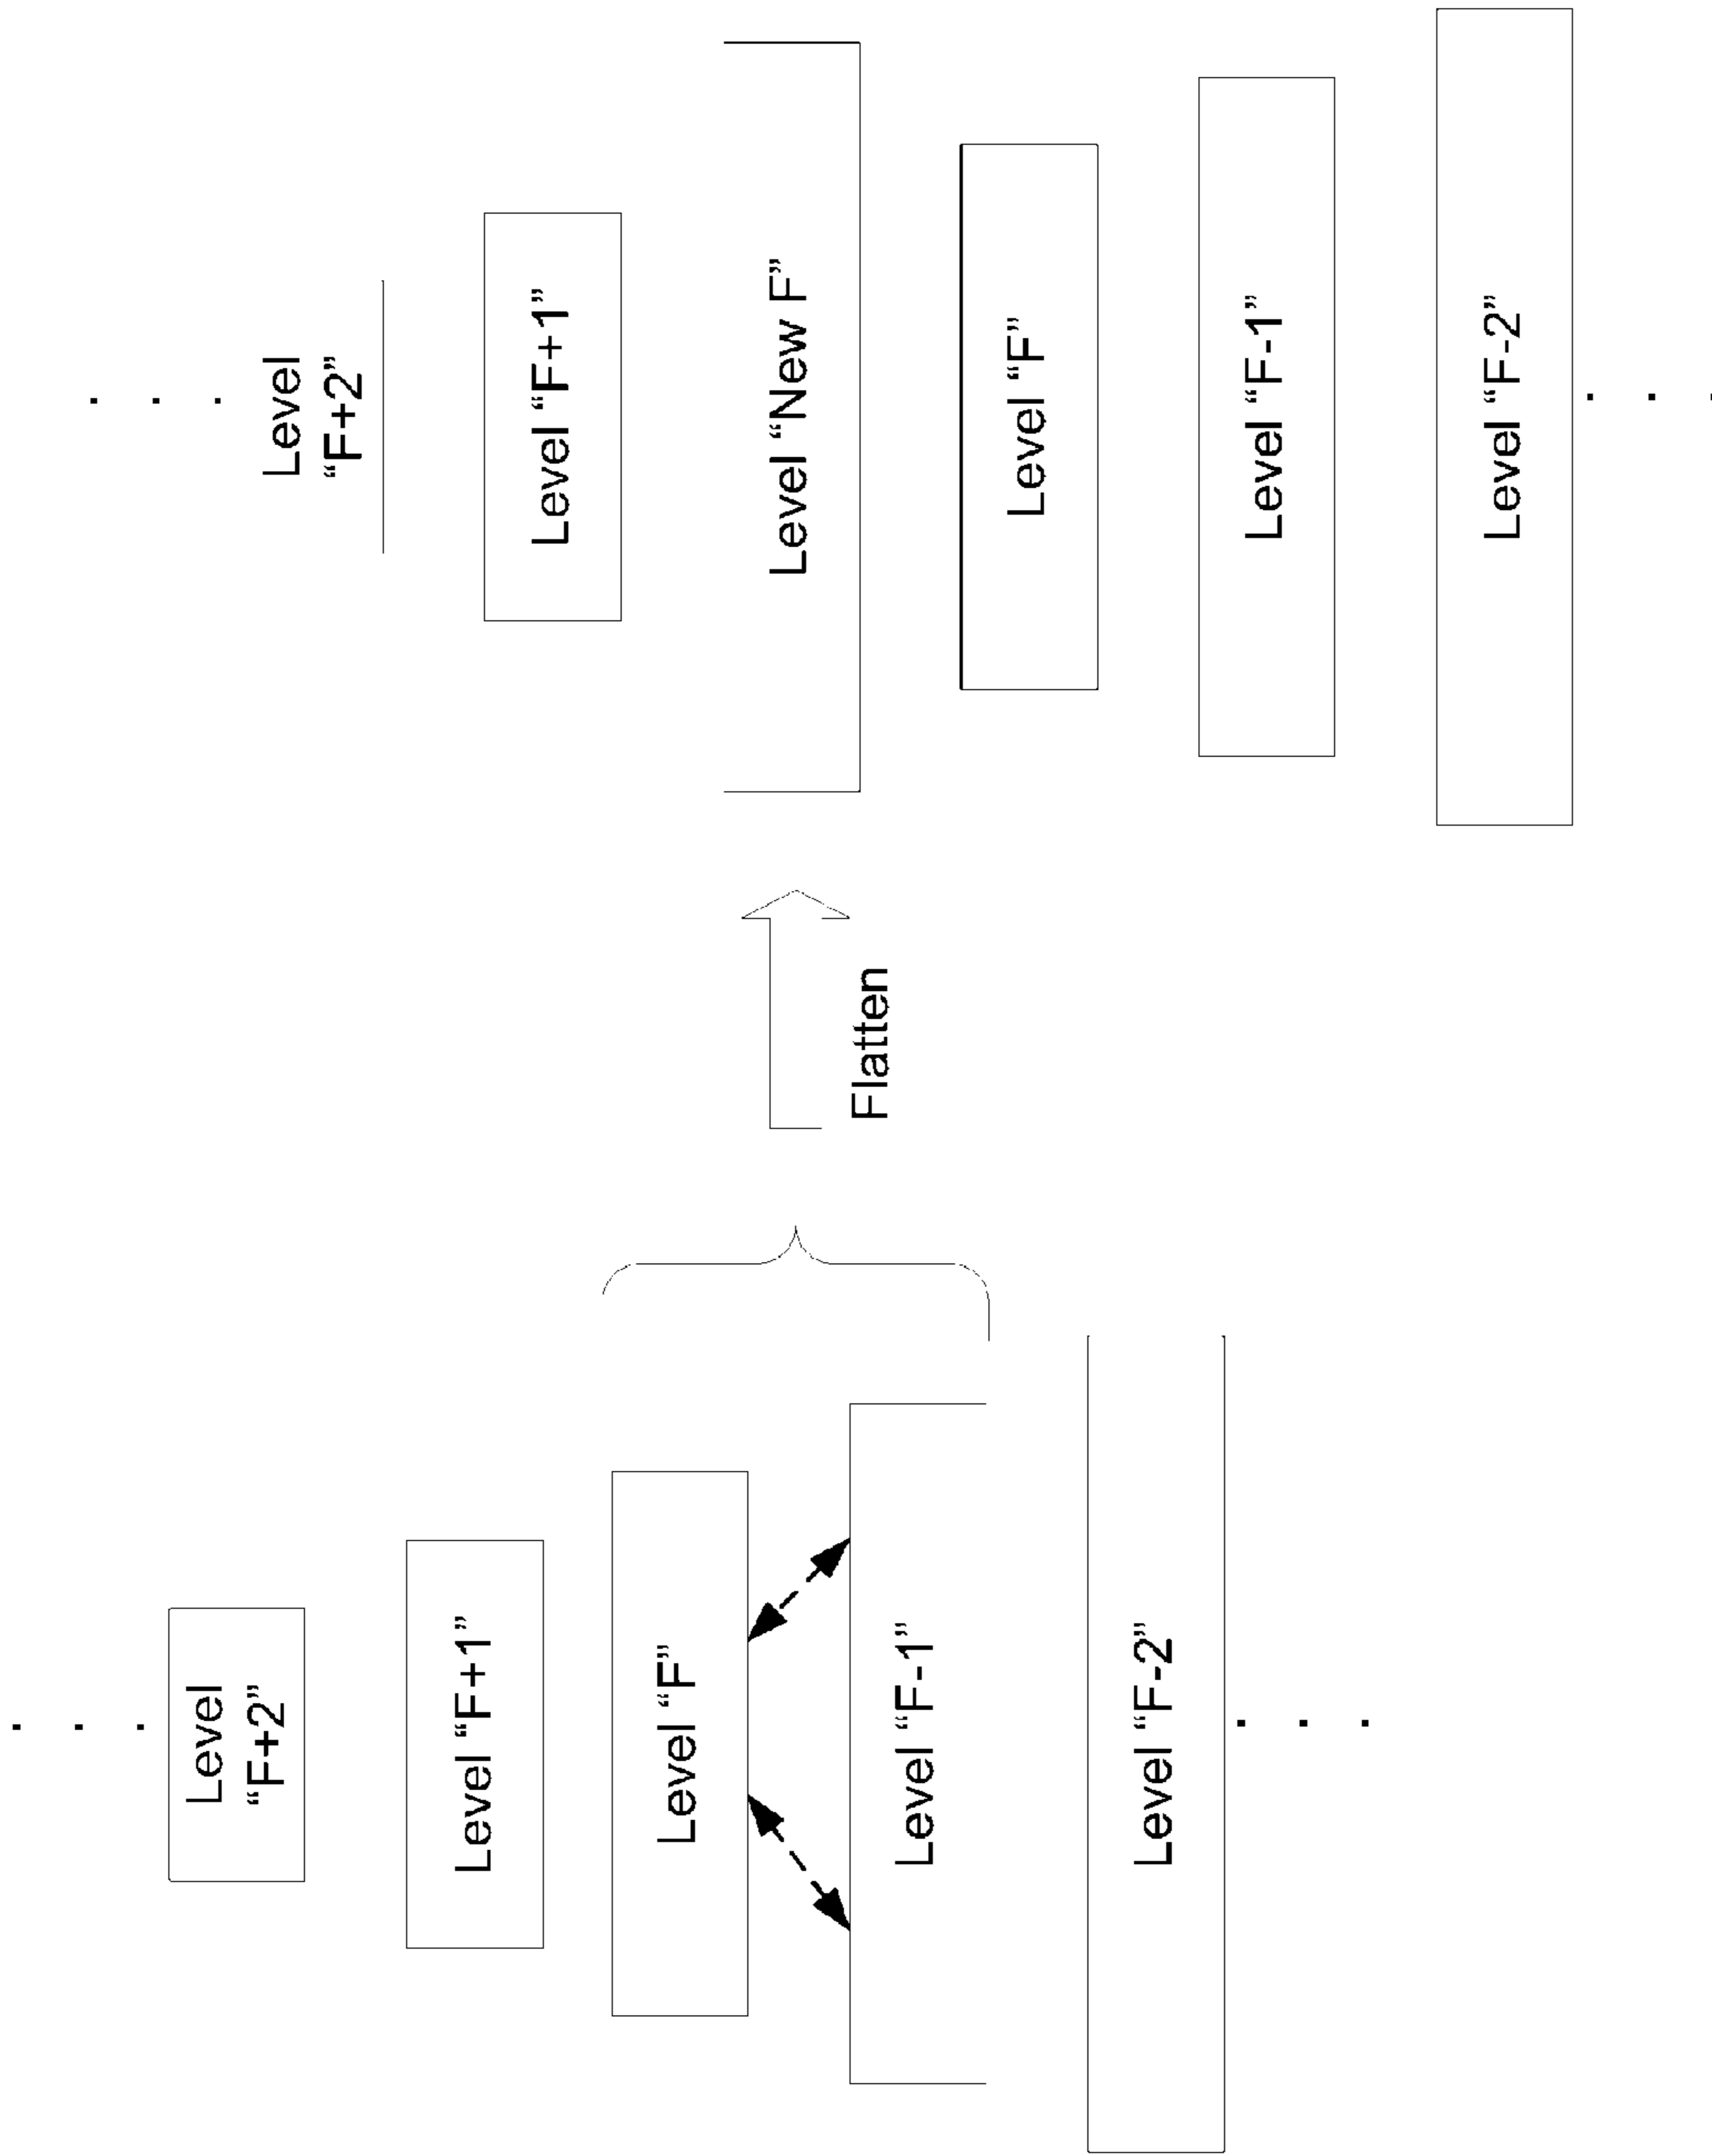 Level
“F+2”
Level “F+1”
Level “F”
Level “F-1”
Level “F-2”
Flatten
Level
“F+2”
Level “F+1”
Level “New F”
Level “F”
Level “F-1”
Level “F-2”